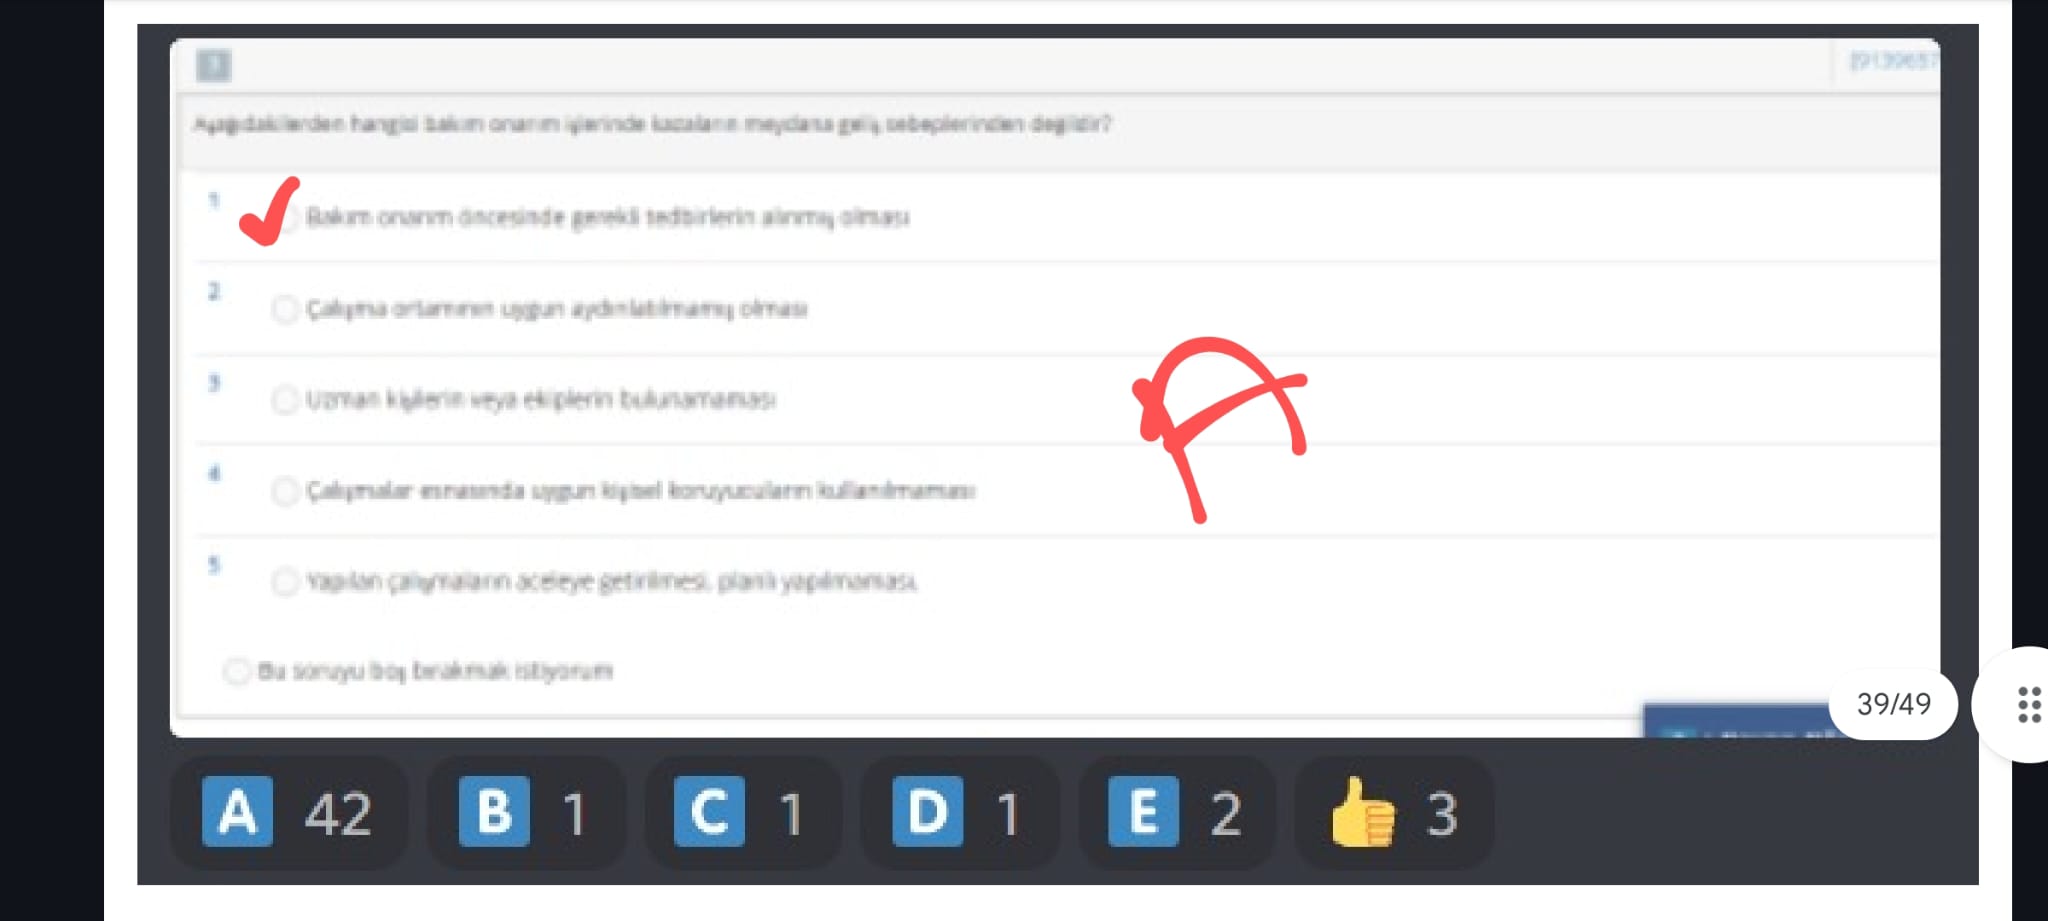 3
Aşağıdakilerden hangisi bakım onarım işlerinde kazaların meydana geliş sebeplerinden değildir?
1
Bakım onarım öncesinde gerekli tedbirlerin alınmış olması
2
Çalışma ortamının uygun aydınlatılmamış olması
3
Uzman kişilerin veya ekiplerin bulunamaması
4
Çalışmalar esnasında uygun kişisel koruyucuların kullanılmaması
5
Yapılan çalışmaların aceleye getirilmesi, planlı yapılmaması,
Bu soruyu boş bırakmak istiyorum
A
39/49
A 42 B 1 C 1 D 1 E 2 3